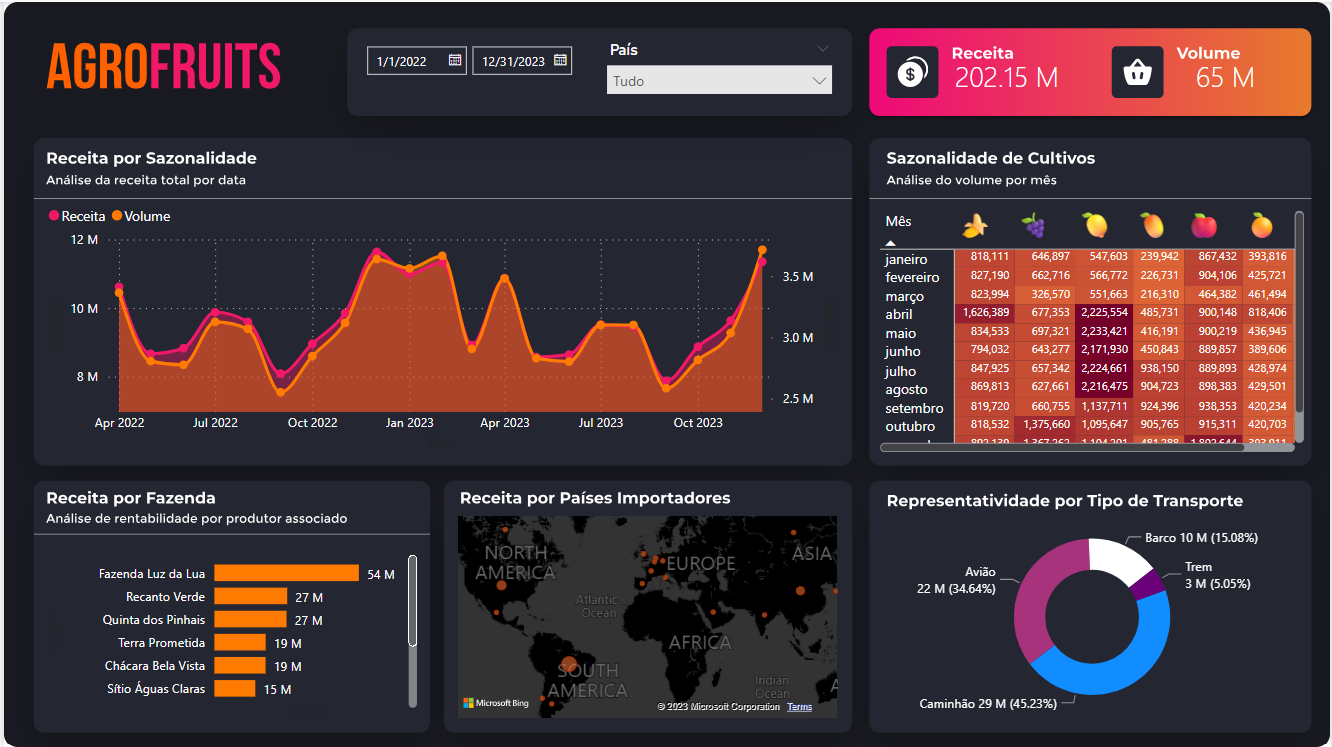 AGROFRUITS
1/1/2022
12/31/2023
País
Tudo
Receita
202.15 M
Volume
65 M
Receita por Sazonalidade
Análise da receita total por data
Receita
Volume
12 M
10 M
8 M
3.5 M
3.0 M
2.5 M
Apr 2022
Jul 2022
Oct 2022
Jan 2023
Apr 2023
Jul 2023
Oct 2023
Sazonalidade de Cultivos
Análise do volume por mês
Mês
janeiro 818,111 646,897 547,603 239,942 867,432 393,816
fevereiro 827,190 662,716 566,772 226,731 904,106 425,721
março 823,994 326,570 551,663 216,310 464,382 461,494
abril 1,626,389 677,353 2,225,554 485,731 900,148 818,406
maio 834,533 697,321 2,233,421 416,191 900,219 436,945
junho 794,032 643,277 2,171,930 450,843 889,857 389,606
julho 847,925 657,342 2,224,661 938,150 889,893 428,974
agosto 869,813 627,661 2,216,475 904,723 898,383 429,501
setembro 819,720 660,755 1,137,711 924,396 938,353 420,234
outubro 818,532 1,375,660 1,095,647 905,765 915,311 420,703
Receita por Fazenda
Análise de rentabilidade por produtor associado
Fazenda Luz da Lua 54 M
Recanto Verde 27 M
Quinta dos Pinhais 27 M
Terra Prometida 19 M
Chácara Bela Vista 19 M
Sítio Águas Claras 15 M
Receita por Países Importadores
NORTH
AMERICA
EUROPE
ASIA
Atlantic
Ocean
AFRICA
SOUTH
AMERICA
Indian
Ocean
A
Microsoft Bing
© 2023 Microsoft Corporation
Terms
Representatividade por Tipo de Transporte
Barco 10 M (15.08%)
Trem
3 M (5.05%)
Avião
22 M (34.64%)
Caminhão 29 M (45.23%)